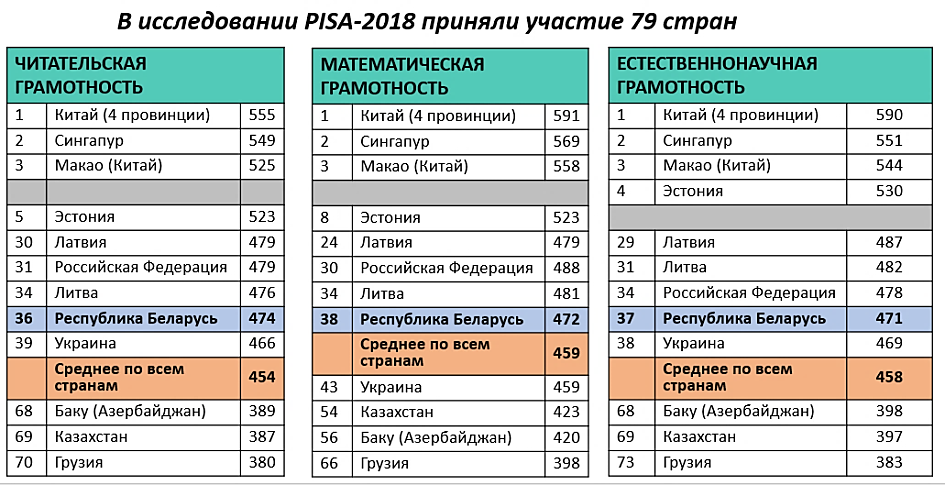 В исследовании PISA-2018 приняли участие 79 стран
ЧИТАТЕЛЬСКАЯ
ГРАМОТНОСТЬ
1 Китай (4 провинции) 555
2 Сингапур 549
3 Макао (Китай) 525
5 Эстония 523
30 Латвия 479
31 Российская Федерация 479
34 Литва 476
36 Республика Беларусь 474
39 Украина 466
Среднее по всем
странам 454
68 Баку (Азербайджан) 389
69 Казахстан 387
70 Грузия 380
МАТЕМАТИЧЕСКАЯ
ГРАМОТНОСТЬ
1 Китай (4 провинции) 591
2 Сингапур 569
3 Макао (Китай) 558
8 Эстония 523
24 Латвия 479
30 Российская Федерация 488
34 Литва 481
38 Республика Беларусь 472
Среднее по всем
странам 459
43 Украина 459
54 Казахстан 423
56 Баку (Азербайджан) 420
66 Грузия 398
ЕСТЕСТВЕННОНАУЧНАЯ
ГРАМОТНОСТЬ
1 Китай (4 провинции) 590
2 Сингапур 551
3 Макао (Китай) 544
4 Эстония 530
29 Латвия 487
31 Литва 482
34 Российская Федерация 478
37 Республика Беларусь 471
38 Украина 469
Среднее по всем
странам 458
68 Баку (Азербайджан) 398
69 Казахстан 397
73 Грузия 383